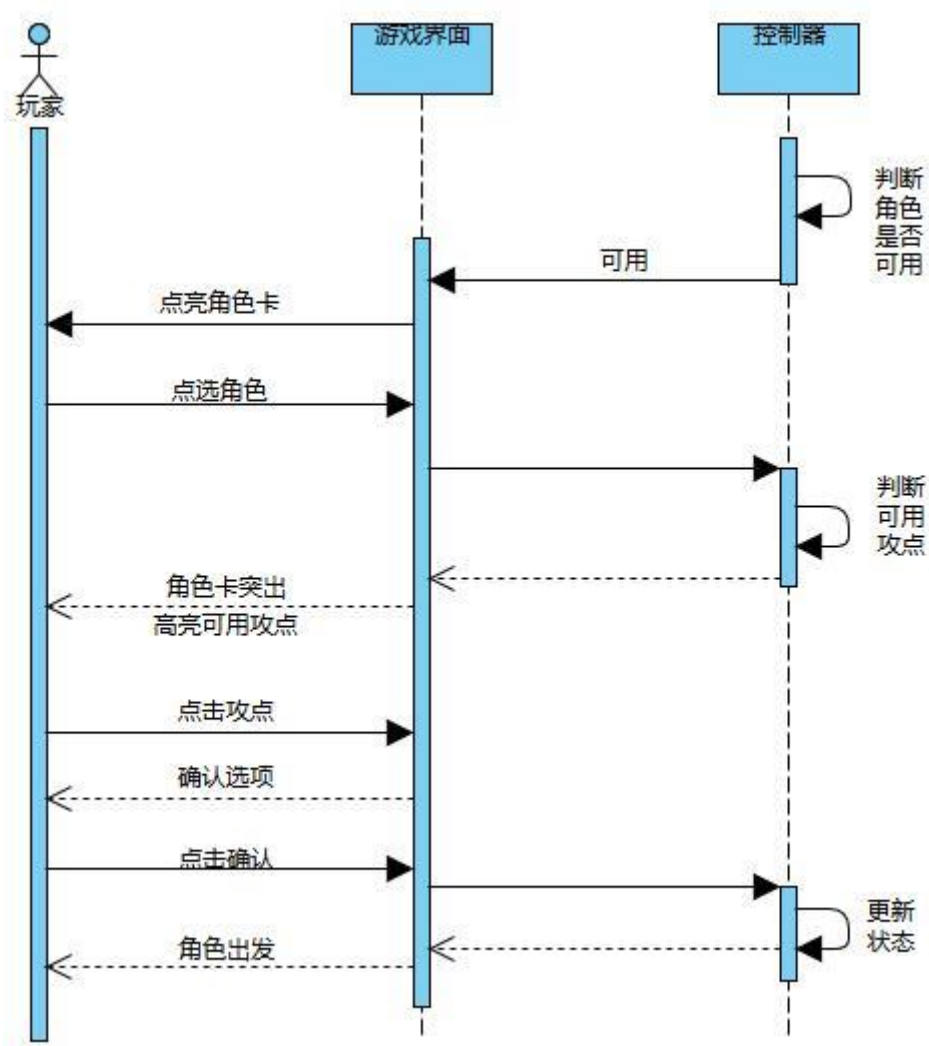 游戏界面
控制器
玩家
判断
角色
是否
可用
可用
点亮角色卡
点选角色
判断
可用
攻点
角色卡突出
高亮可用攻点
点击攻点
确认选项
点击确认
更新
状态
角色出发